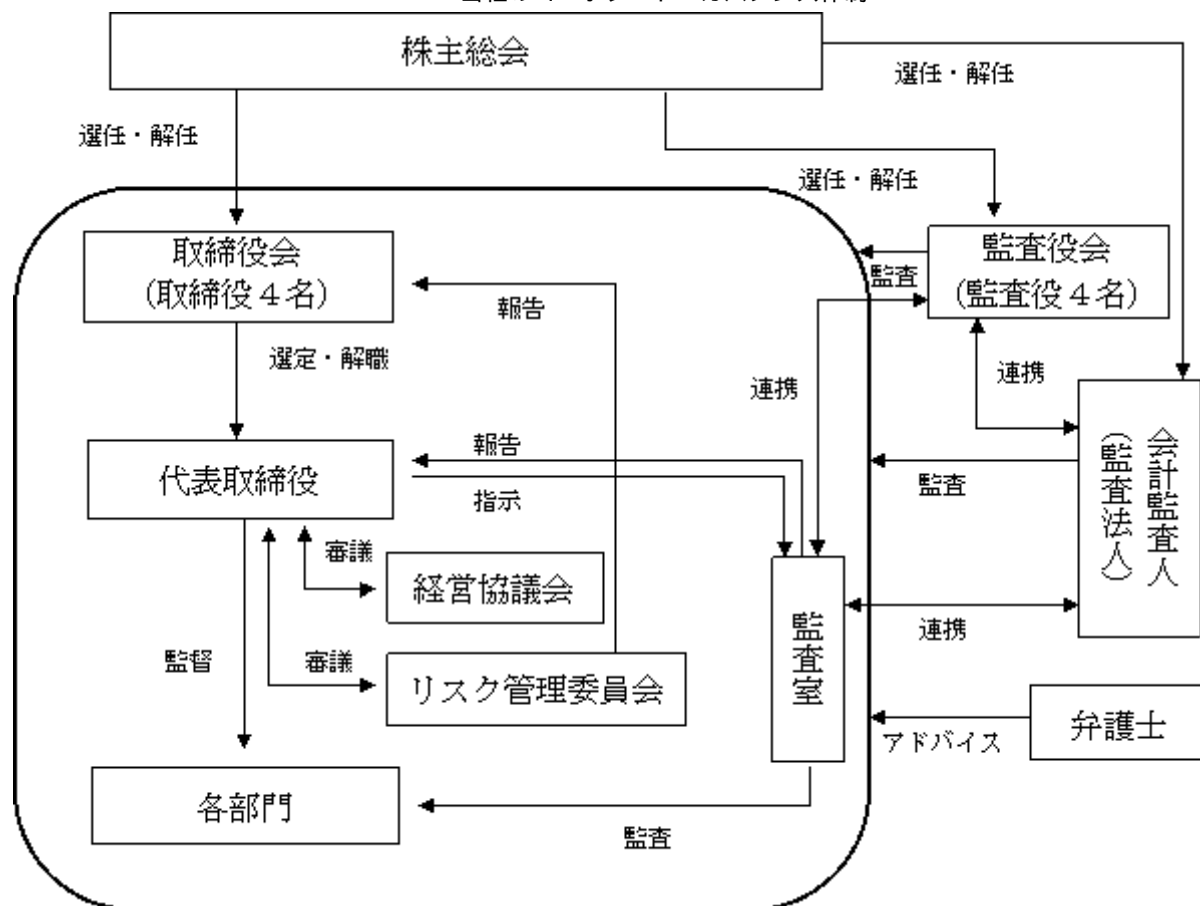 株主総会
選任・解任
選任・解任
選任・解任
取締役会
(取締役４名)
監査役会
(監査役４名)
監査
報告
選定・解職
連携
連携
会計監査人
(監査法人)
代表取締役
報告
指示
監査
審議
経営協議会
監査室
連携
監督
審議
リスク管理委員会
弁護士
アドバイス
各部門
監査